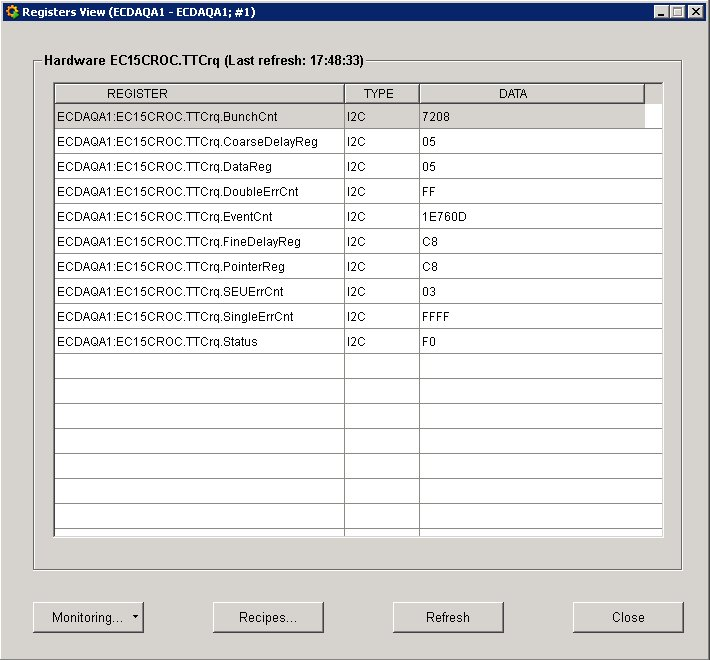 Registers View (ECDAQA1 - ECDAQA1; #1)
Hardware EC15CROC.TTCrq (Last refresh: 17:48:33)
REGISTER TYPE DATA
ECDAQA1:EC15CROC.TTCrq.BunchCnt I2C 7208
ECDAQA1:EC15CROC.TTCrq.CoarseDelayReg I2C 05
ECDAQA1:EC15CROC.TTCrq.DataReg I2C 05
ECDAQA1:EC15CROC.TTCrq.DoubleErrCnt I2C FF
ECDAQA1:EC15CROC.TTCrq.EventCnt I2C 1E760D
ECDAQA1:EC15CROC.TTCrq.FineDelayReg I2C C8
ECDAQA1:EC15CROC.TTCrq.PointerReg I2C C8
ECDAQA1:EC15CROC.TTCrq.SEUErrCnt I2C 03
ECDAQA1:EC15CROC.TTCrq.SingleErrCnt I2C FFFF
ECDAQA1:EC15CROC.TTCrq.Status I2C F0
Monitoring... Recipes... Refresh Close